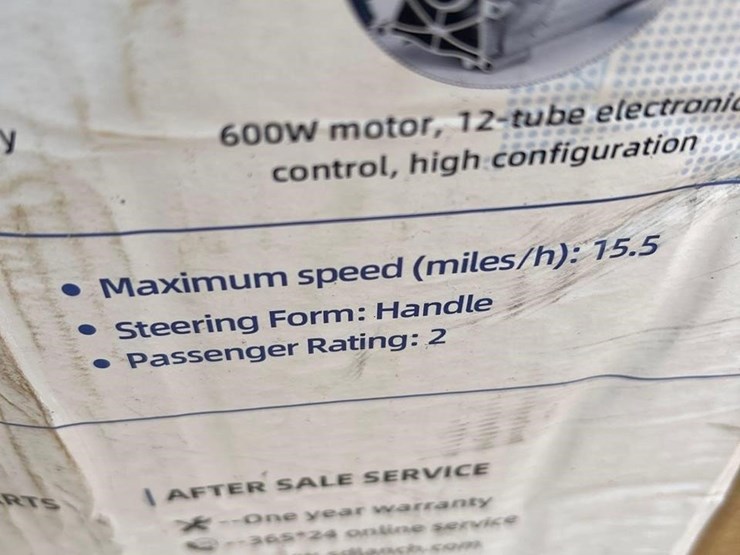 y
600W motor, 12-tube electronic
control, high configuration
• Maximum speed (miles/h): 15.5
• Steering Form: Handle
• Passenger Rating: 2
RTS
AFTER SALE SERVICE
--One year warranty
--365*24 online service